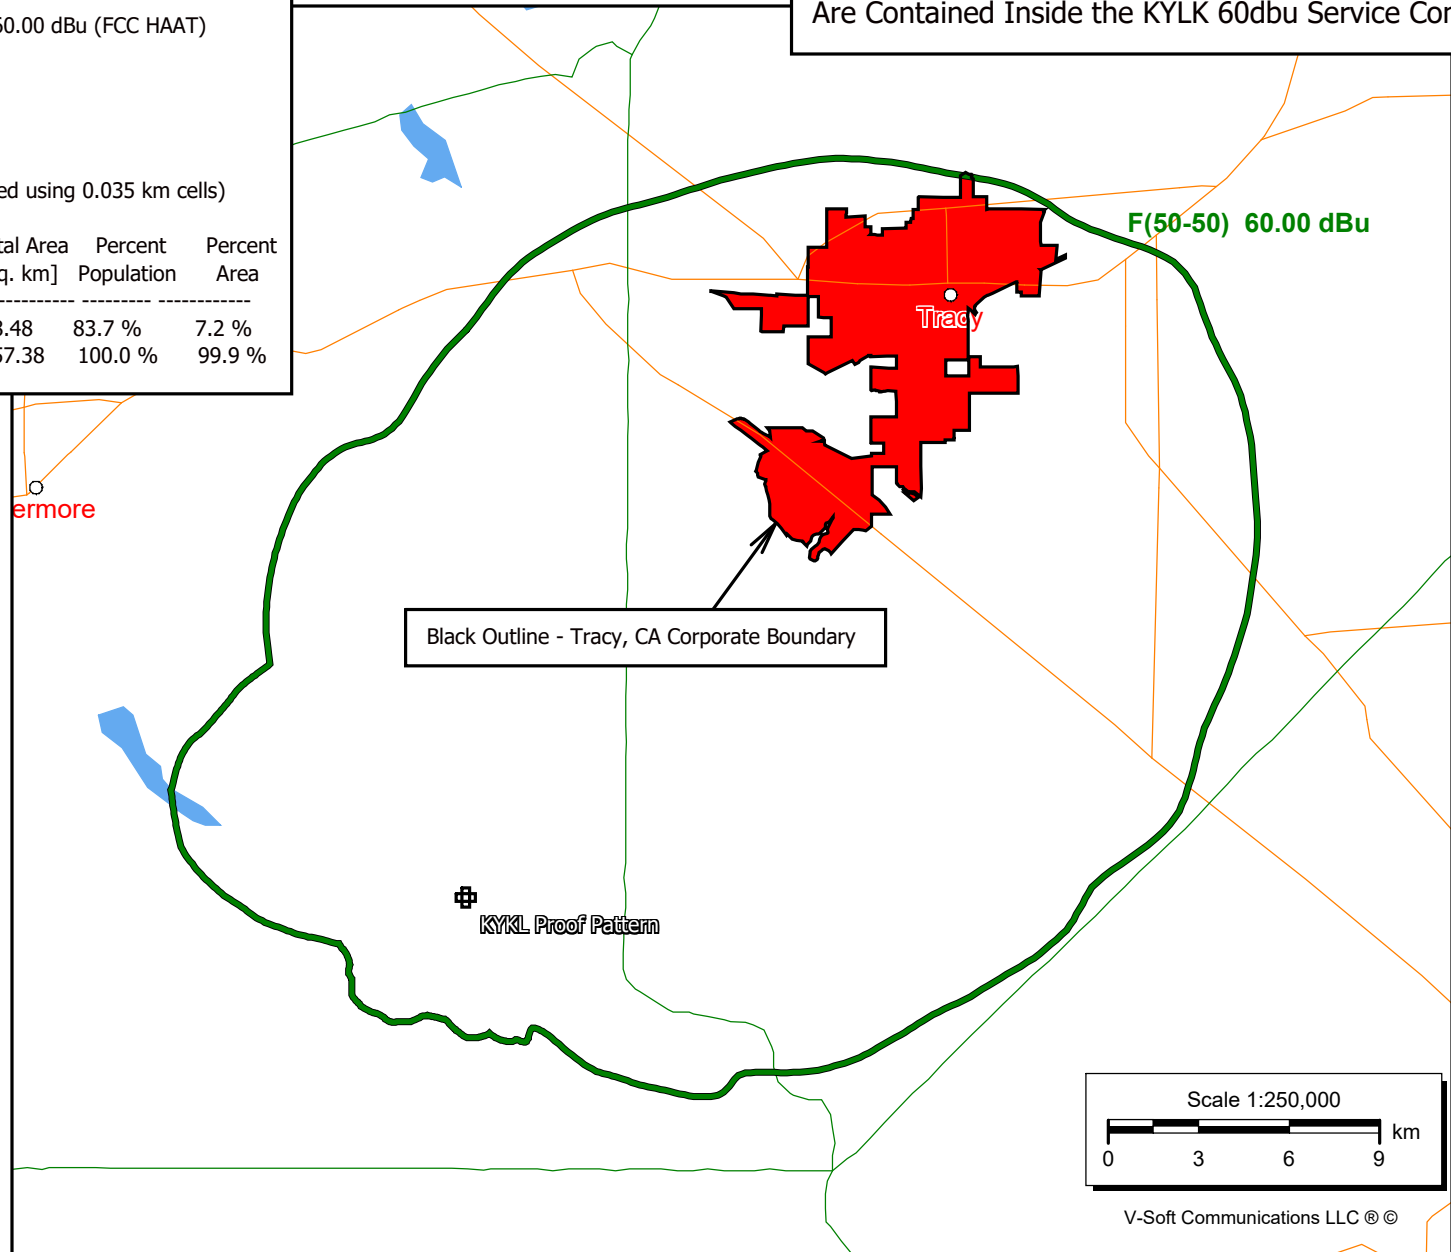 60.00 dBu (FCC HAAT)
Are Contained Inside the KYLK 60dbu Service Con
ed using 0.035 km cells)
tal Area Percent Percent
q. km] Population Area
----------- --------- -------------
3.48 83.7 % 7.2 %
57.38 100.0 % 99.9 %
F(50-50) 60.00 dBu
Tracy
ermore
Black Outline - Tracy, CA Corporate Boundary
KYKL Proof Pattern
Scale 1:250,000
km
0 3 6 9
V-Soft Communications LLC ® ©